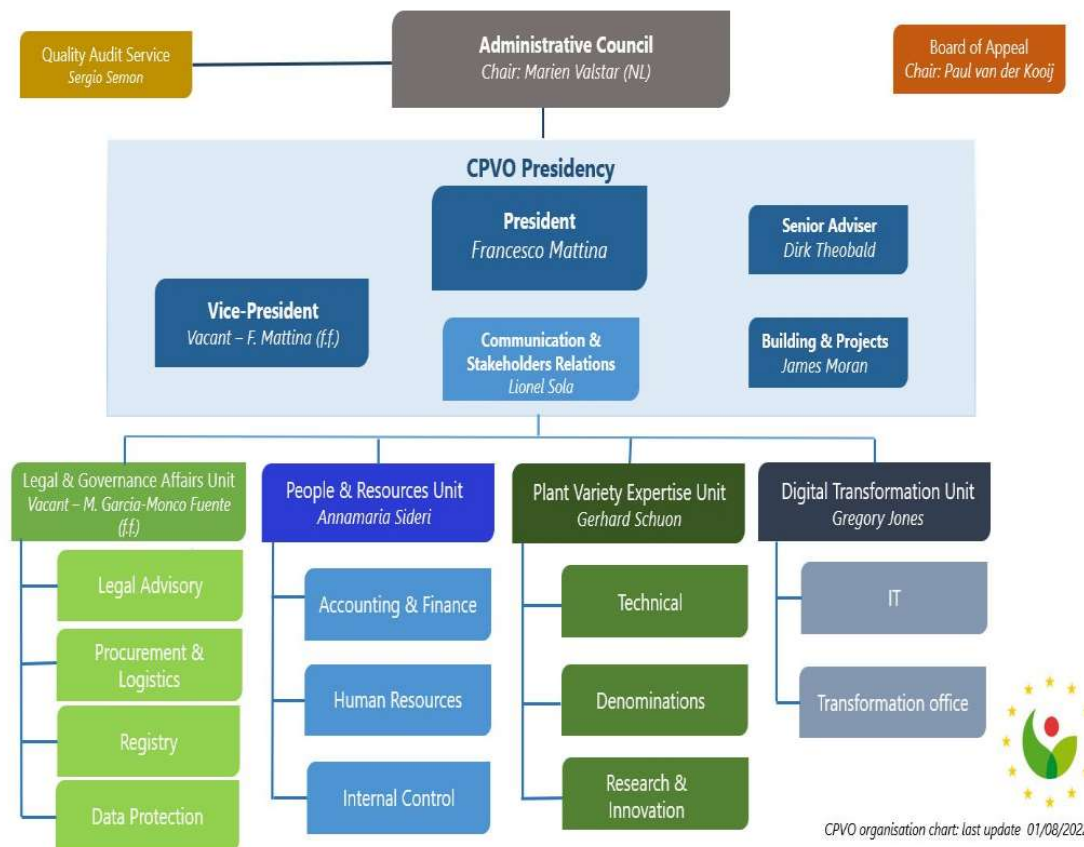 Quality Audit Service
Sergio Semon
Administrative Council
Chair: Marien Valstar (NL)
Board of Appeal
Chair: Paul van der Kooij
CPVO Presidency
President
Francesco Mattina
Senior Adviser
Dirk Theobald
Vice-President
Vacant – F. Mattina (f.f.)
Communication &
Stakeholders Relations
Lionel Sola
Building & Projects
James Moran
Legal & Governance Affairs Unit
Vacant – M. Garcia-Monco Fuente
(f.f.)
People & Resources Unit
Annamaria Sideri
Plant Variety Expertise Unit
Gerhard Schuon
Digital Transformation Unit
Gregory Jones
Legal Advisory
Procurement &
Logistics
Registry
Data Protection
Accounting & Finance
Human Resources
Internal Control
Technical
Denominations
Research &
Innovation
IT
Transformation office
CPVO organisation chart: last update